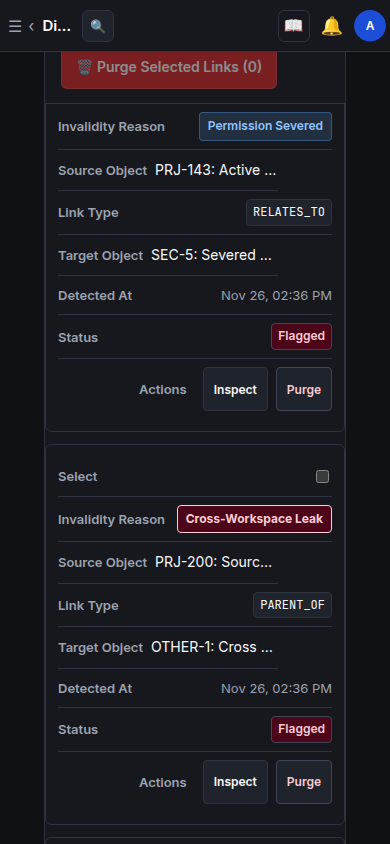 Di...
A
Purge Selected Links (0)
Invalidity Reason Permission Severed
Source Object PRJ-143: Active ...
Link Type RELATES_TO
Target Object SEC-5: Severed ...
Detected At Nov 26, 02:36 PM
Status Flagged
Actions Inspect Purge
Select
Invalidity Reason Cross-Workspace Leak
Source Object PRJ-200: Sourc...
Link Type PARENT_OF
Target Object OTHER-1: Cross ...
Detected At Nov 26, 02:36 PM
Status Flagged
Actions Inspect Purge